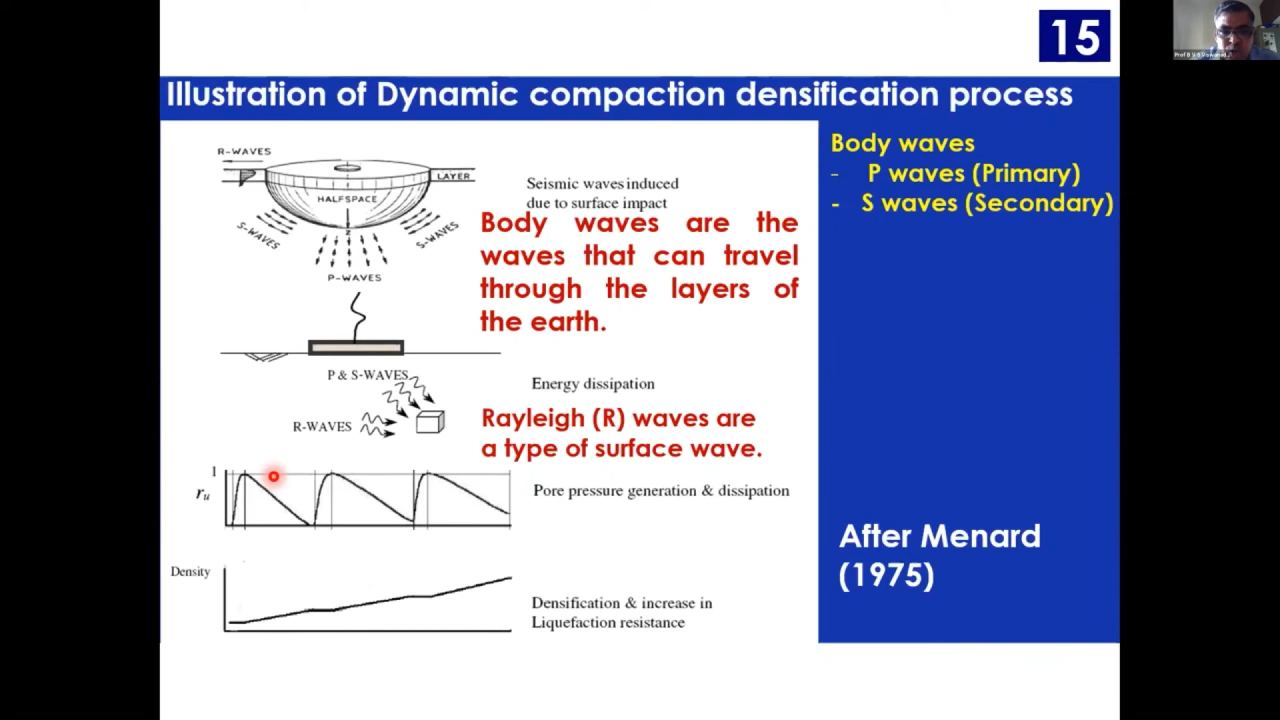 15
Illustration of Dynamic compaction densification process
R-WAVES
LAYER
HALFSPACE
S-WAVES
S-WAVES
P-WAVES
Seismic waves induced
due to surface impact
Body waves are the
waves that can travel
through the layers of
the earth.
P & S-WAVES
Energy dissipation
R-WAVES
Rayleigh (R) waves are
a type of surface wave.
1
ru
Pore pressure generation & dissipation
Density
Densification & increase in
Liquefaction resistance
Body waves
- P waves (Primary)
- S waves (Secondary)
After Menard
(1975)